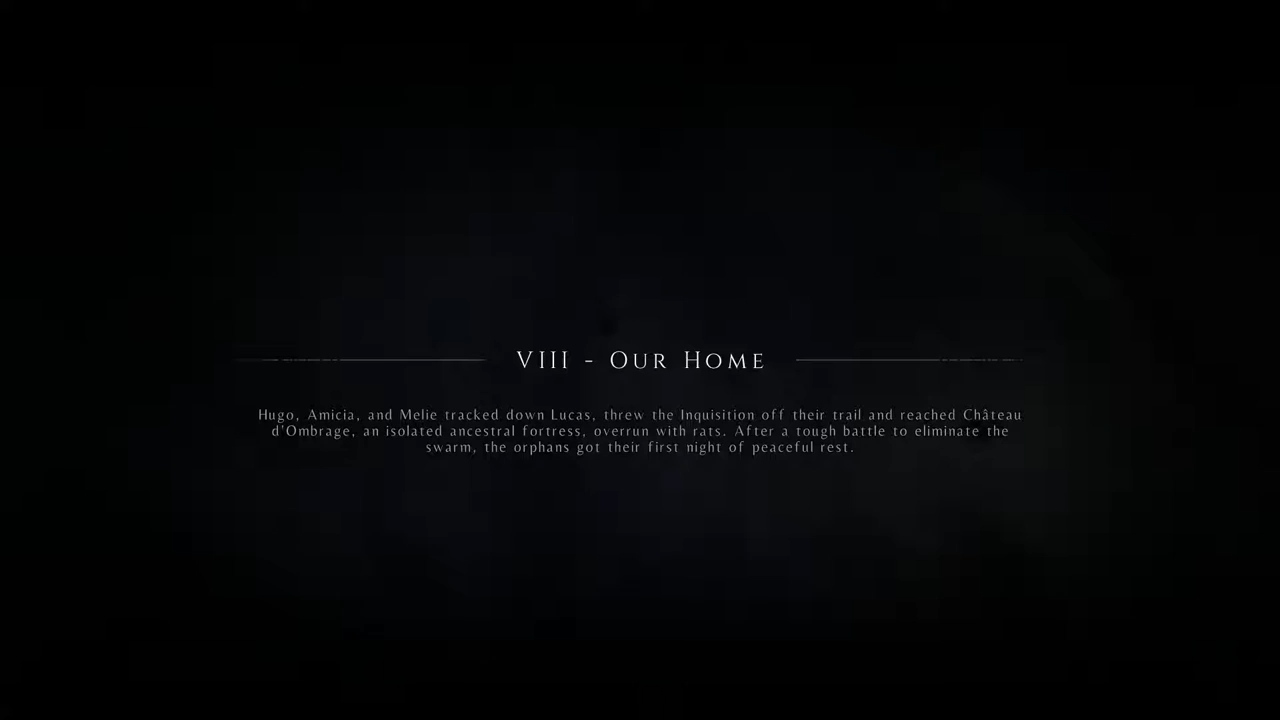 VIII - Our Home
Hugo, Amicia, and Melie tracked down Lucas, threw the Inquisition off their trail and reached Château
d'Ombrage, an isolated ancestral fortress, overrun with rats. After a tough battle to eliminate the
swarm, the orphans got their first night of peaceful rest.